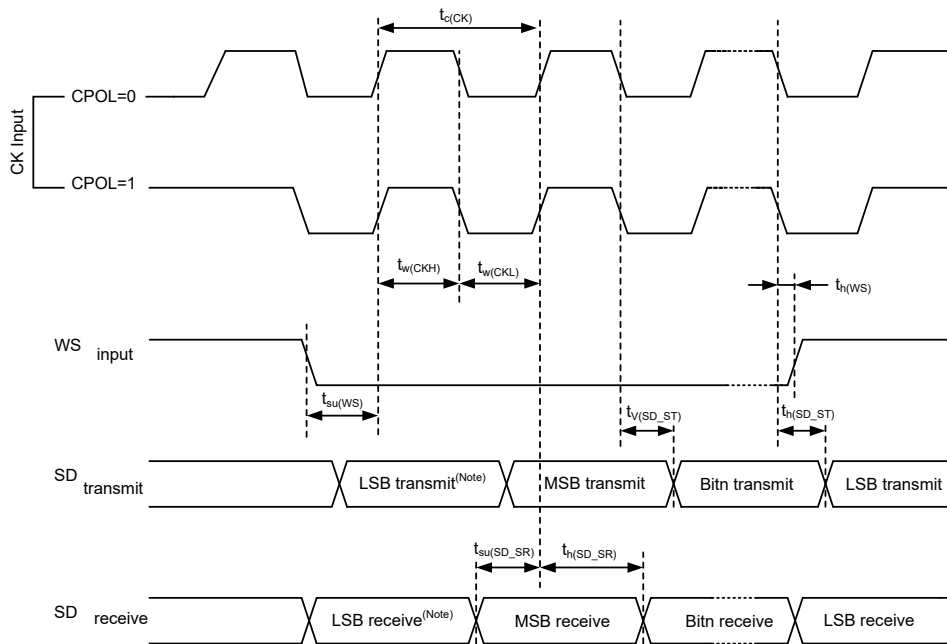 tc(CK)
CK Input
CPOL=0
CPOL=1
tw(CKH)
tw(CKL)
th(WS)
WS input
tsu(WS)
tV(SD_ST)
th(SD_ST)
SD transmit
LSB transmit(Note)
MSB transmit
Bitn transmit
LSB transmit
tsu(SD_SR)
th(SD_SR)
SD receive
LSB receive(Note)
MSB receive
Bitn receive
LSB receive